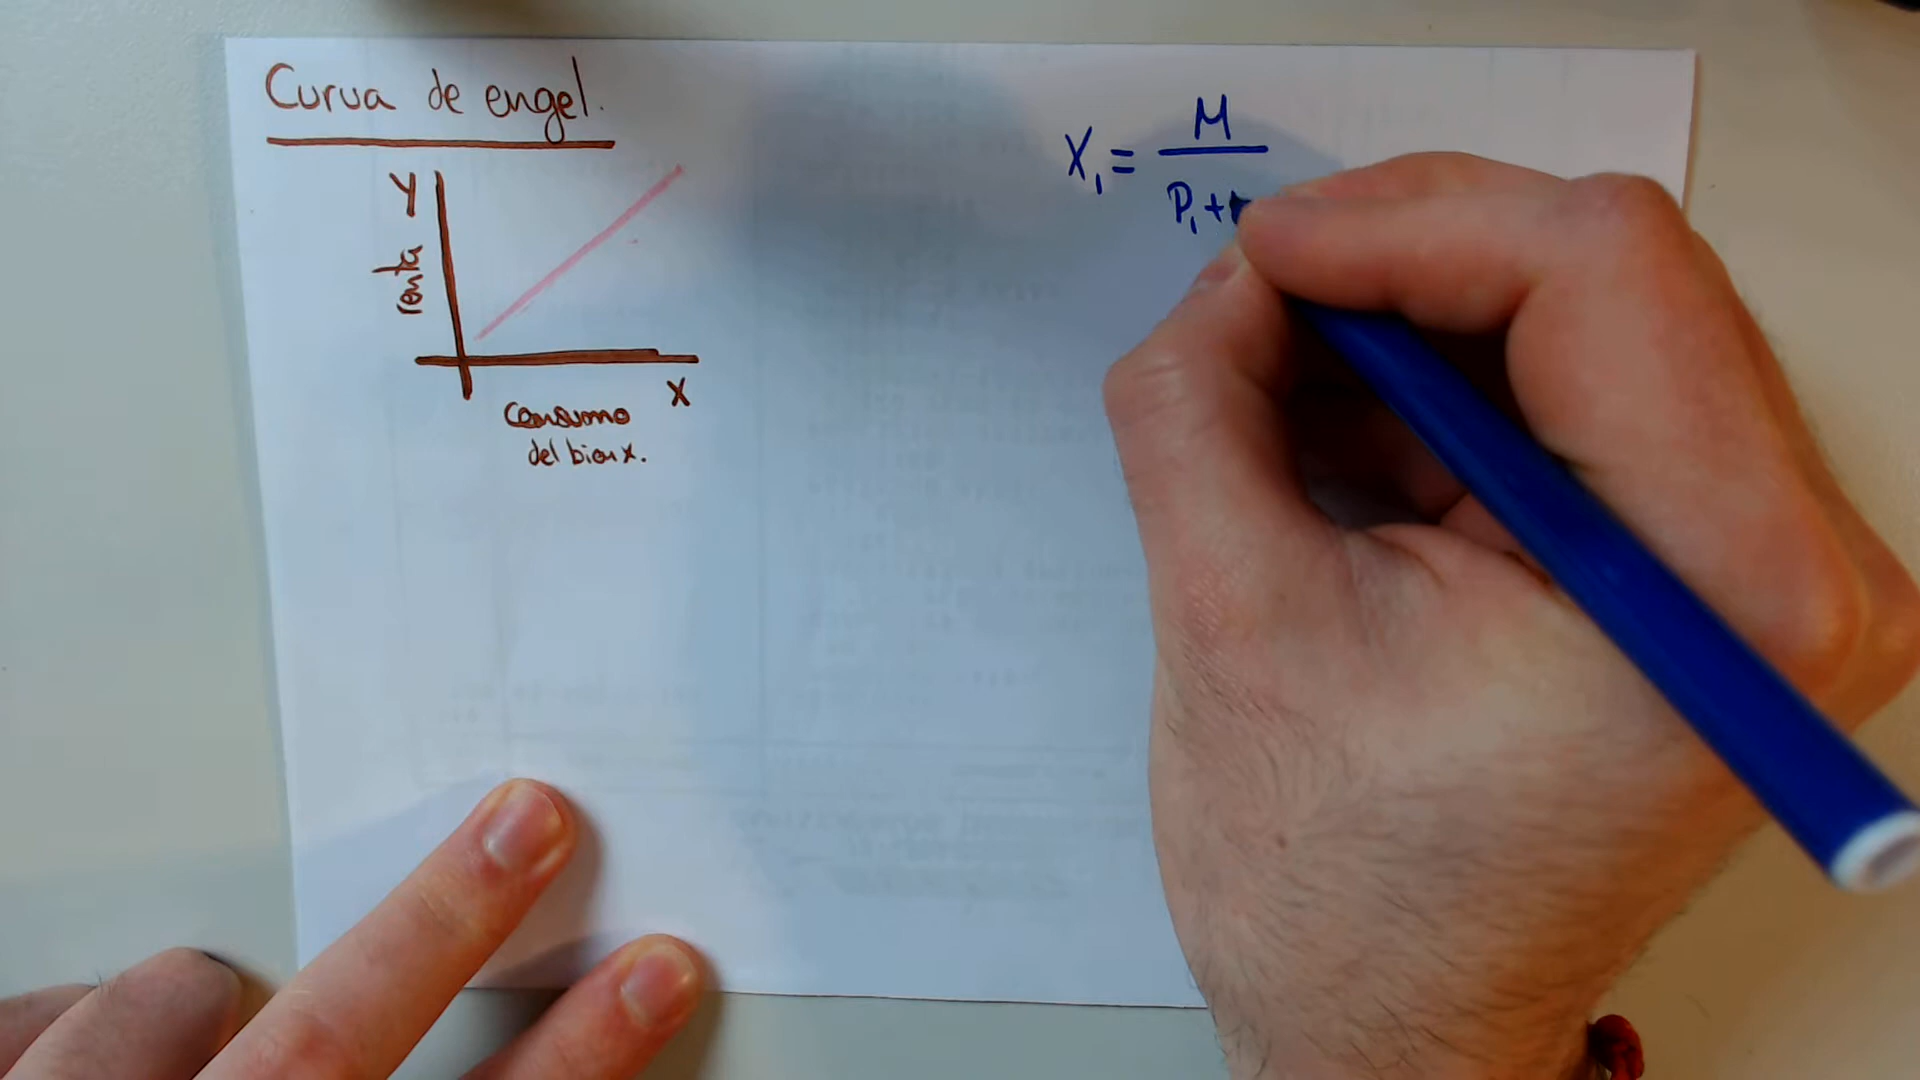 Curva de engel.
Y
renta
X
Consumo
del bien x.
X₁ = M
P₁ +